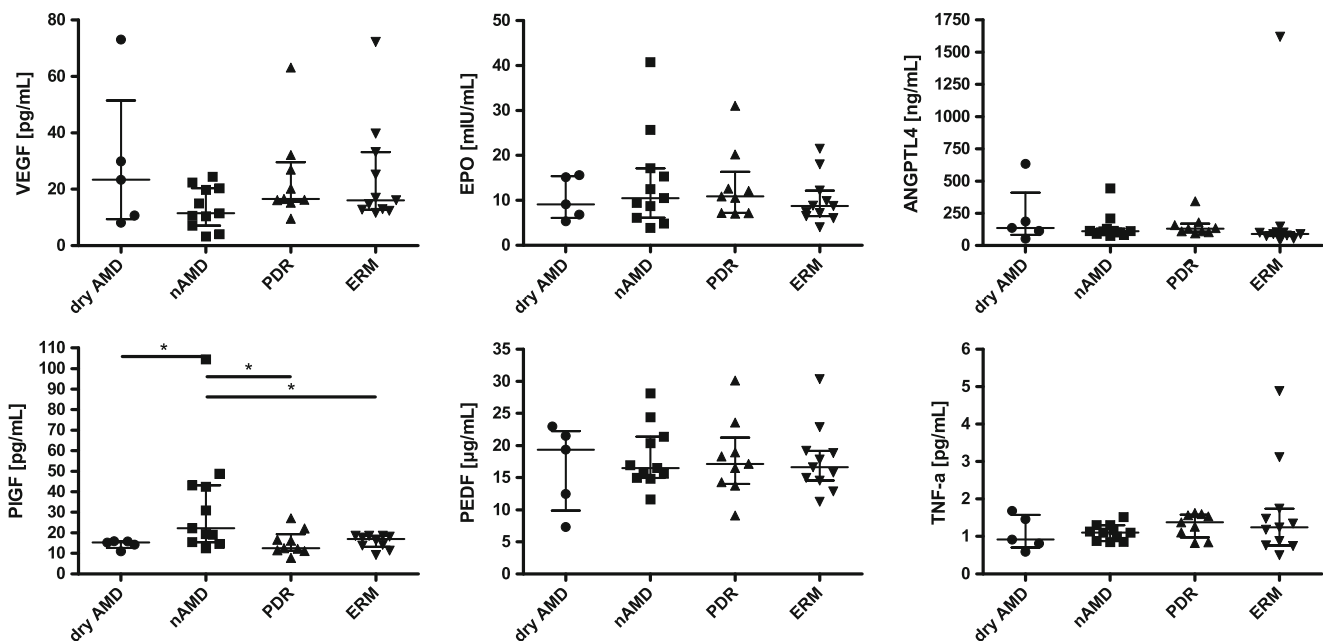 VEGF [pg/mL]
80
60
40
20
0
dry AMD
nAMD
PDR
ERM
EPO [mIU/mL]
50
40
30
20
10
0
dry AMD
nAMD
PDR
ERM
ANGPTL4 [ng/mL]
1750
1500
1250
1000
750
500
250
0
dry AMD
nAMD
PDR
ERM
PlGF [pg/mL]
110
100
90
80
70
60
50
40
30
20
10
0
*
*
*
dry AMD
nAMD
PDR
ERM
PEDF [µg/mL]
35
30
25
20
15
10
5
0
dry AMD
nAMD
PDR
ERM
TNF-a [pg/mL]
6
5
4
3
2
1
0
dry AMD
nAMD
PDR
ERM